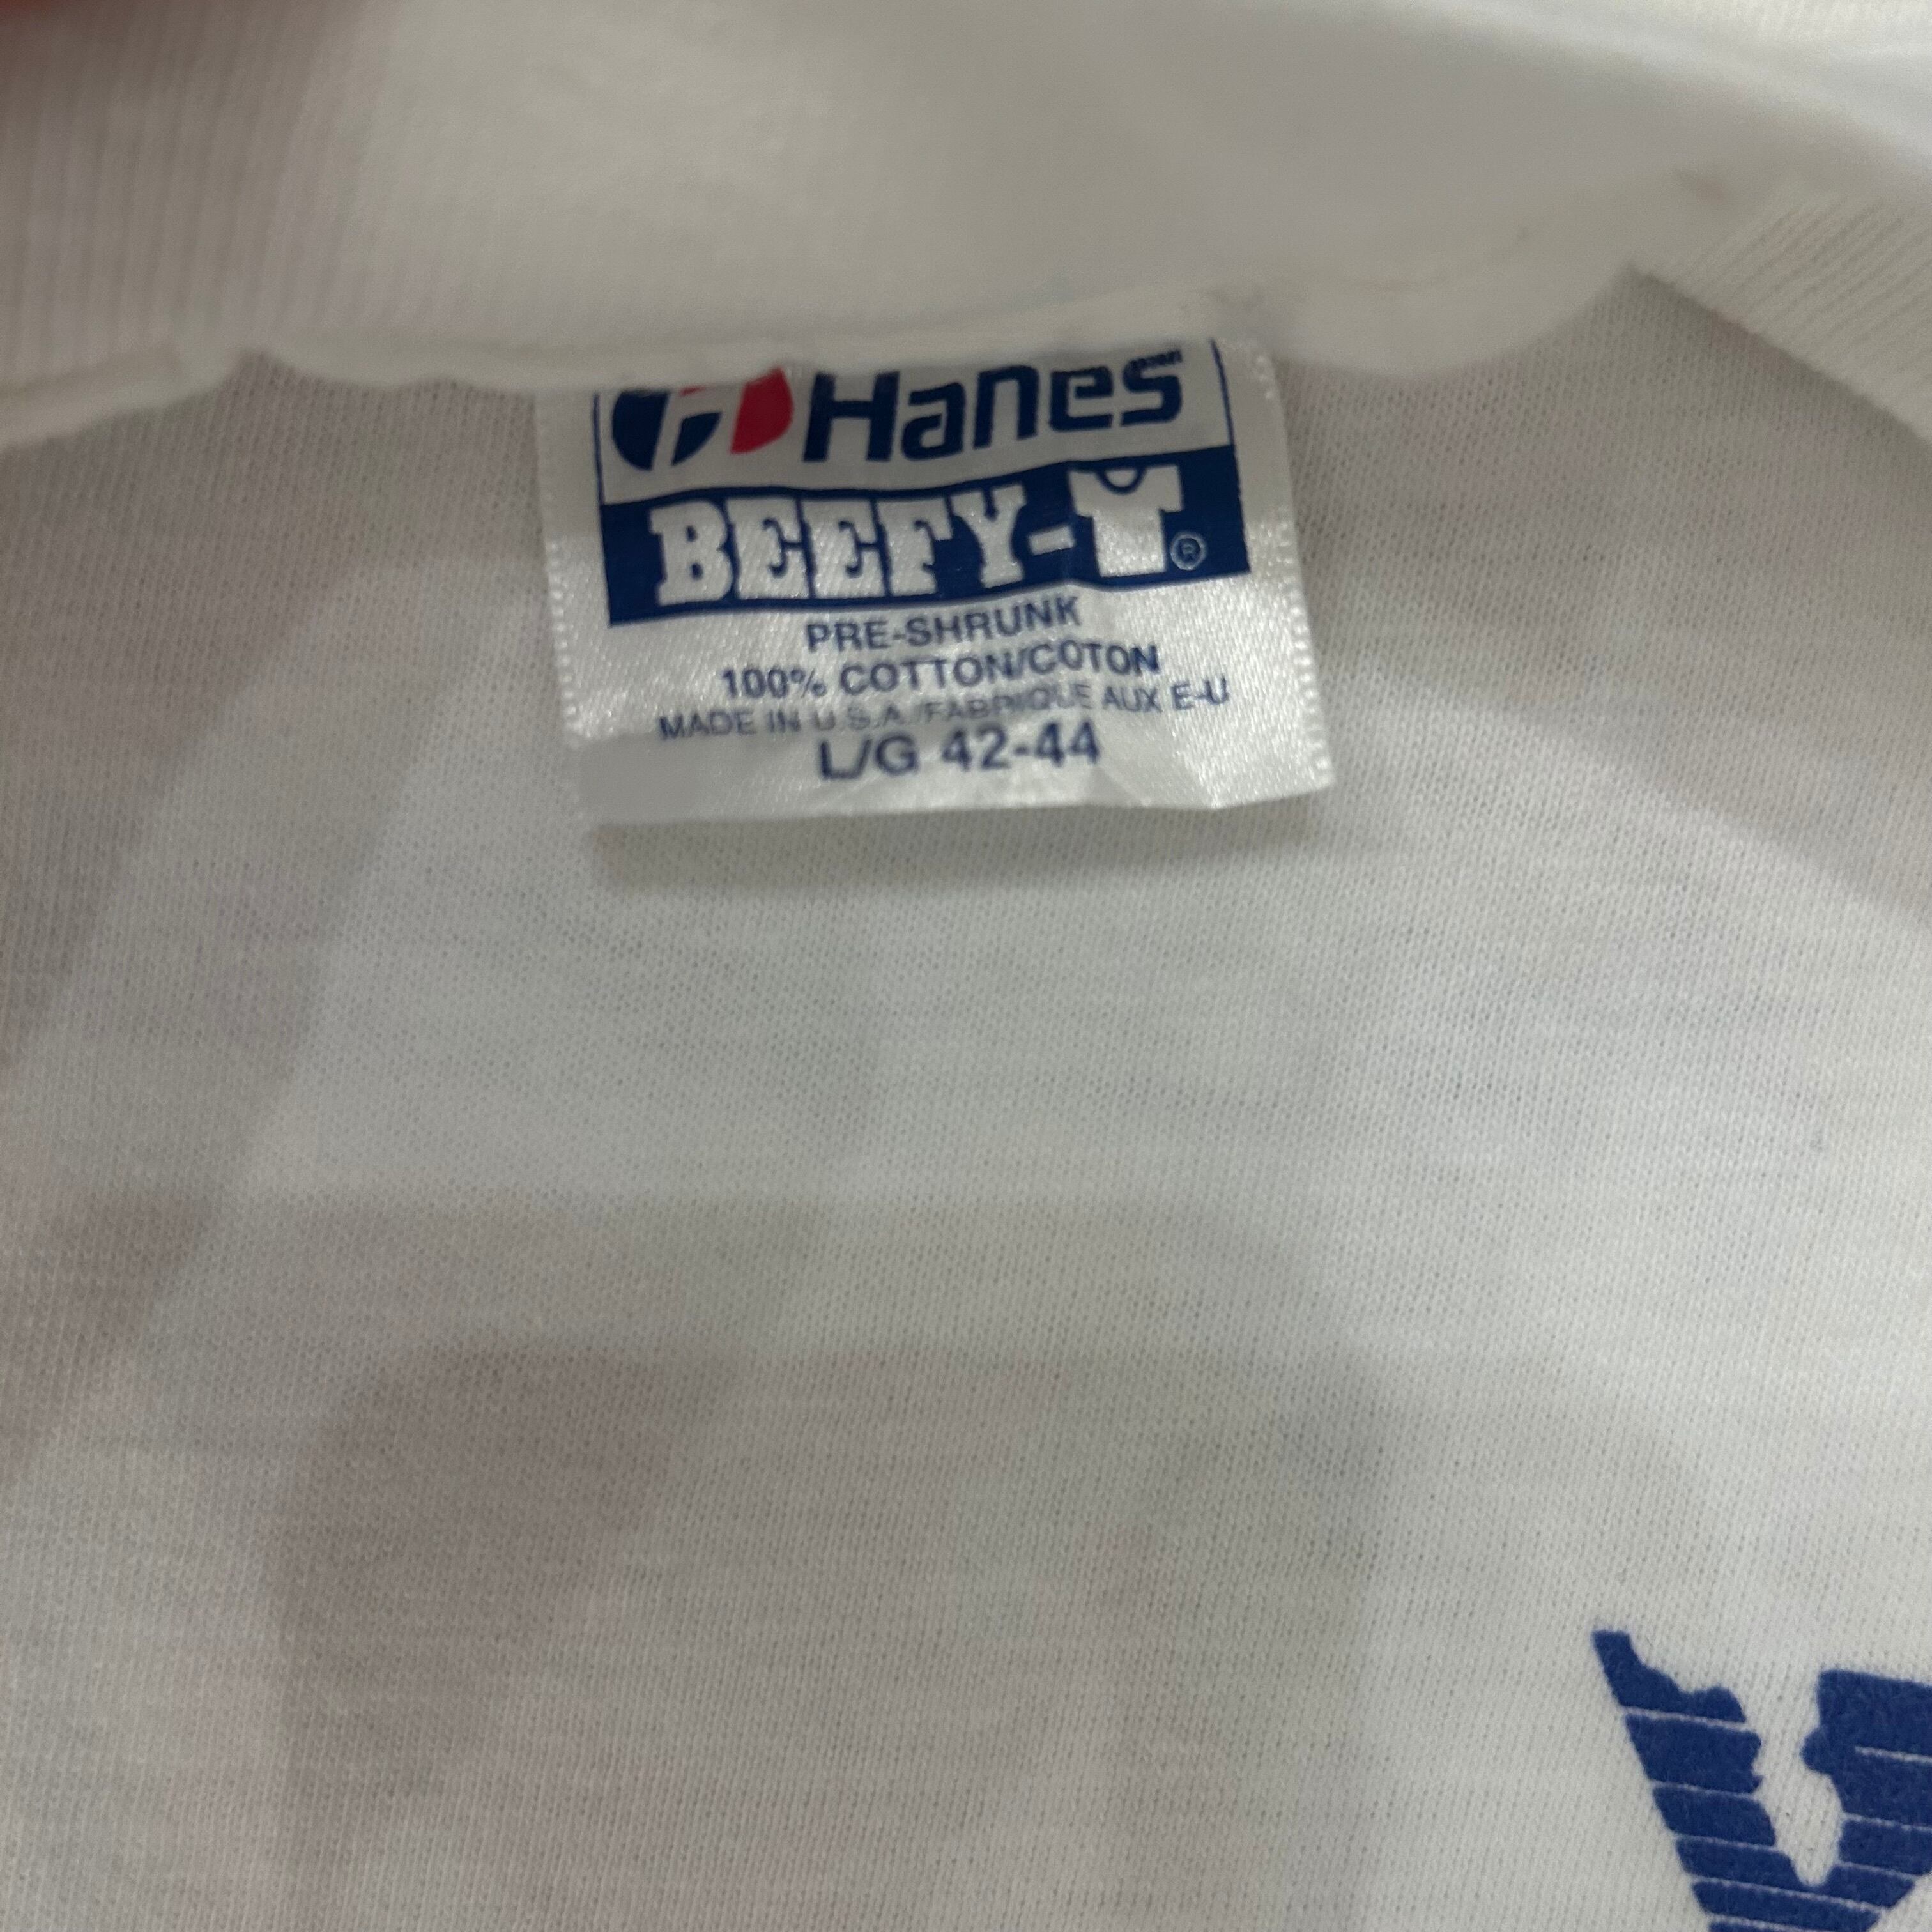 Hanes
BEEFY-T®
PRE-SHRUNK
100% COTTON/COTON
MADE IN U.S.A./FABRIQUE AUX E-U
L/G 42-44